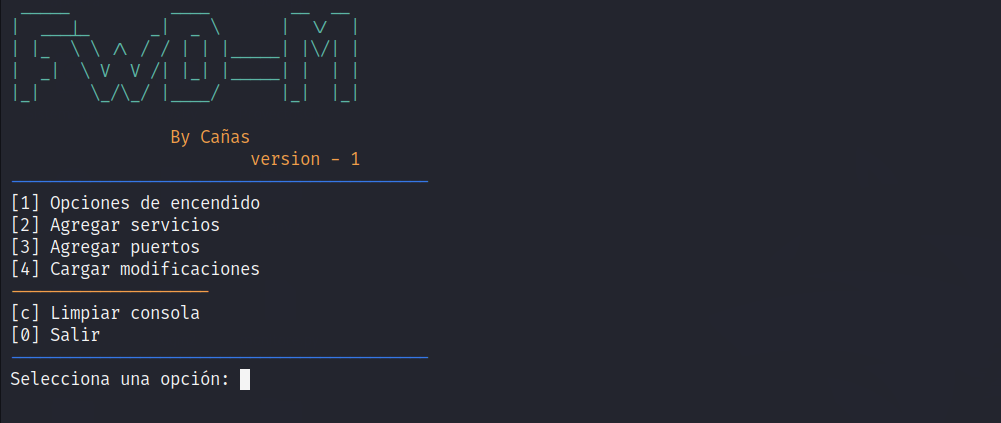 FWD-M
By Cañas
version - 1
[1] Opciones de encendido
[2] Agregar servicios
[3] Agregar puertos
[4] Cargar modificaciones
[c] Limpiar consola
[0] Salir
Selecciona una opción: